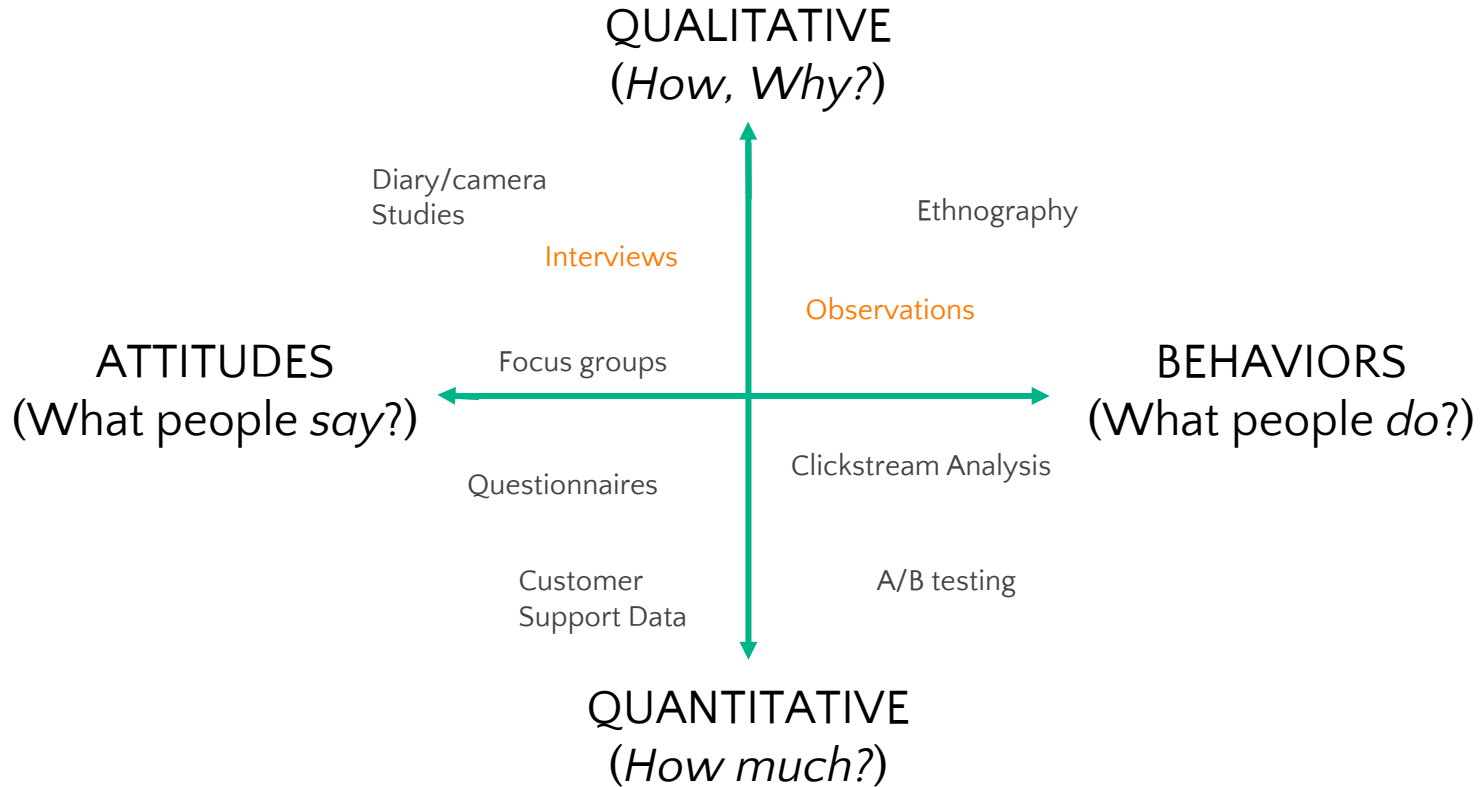 QUALITATIVE
(How, Why?)
Diary/camera
Studies
Ethnography
Interviews
Observations
Focus groups
ATTITUDES
(What people say?)
BEHAVIORS
(What people do?)
Clickstream Analysis
Questionnaires
Customer
Support Data
A/B testing
QUANTITATIVE
(How much?)